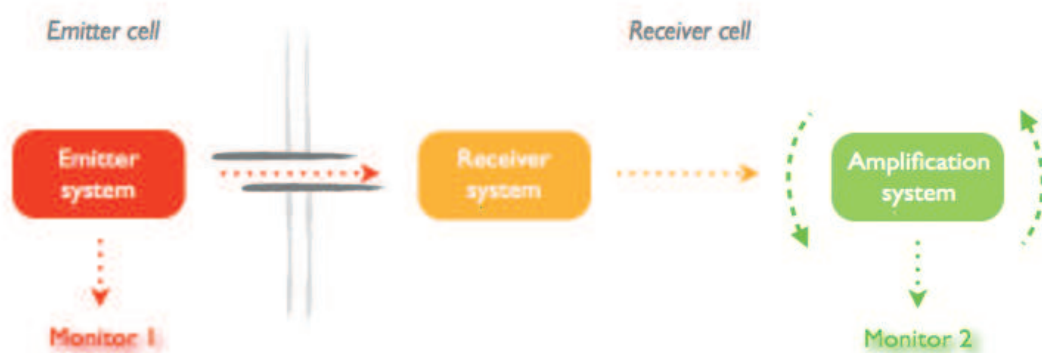 Emitter cell
Receiver cell
Emitter
system
Receiver
system
Amplification
system
Monitor 1
Monitor 2